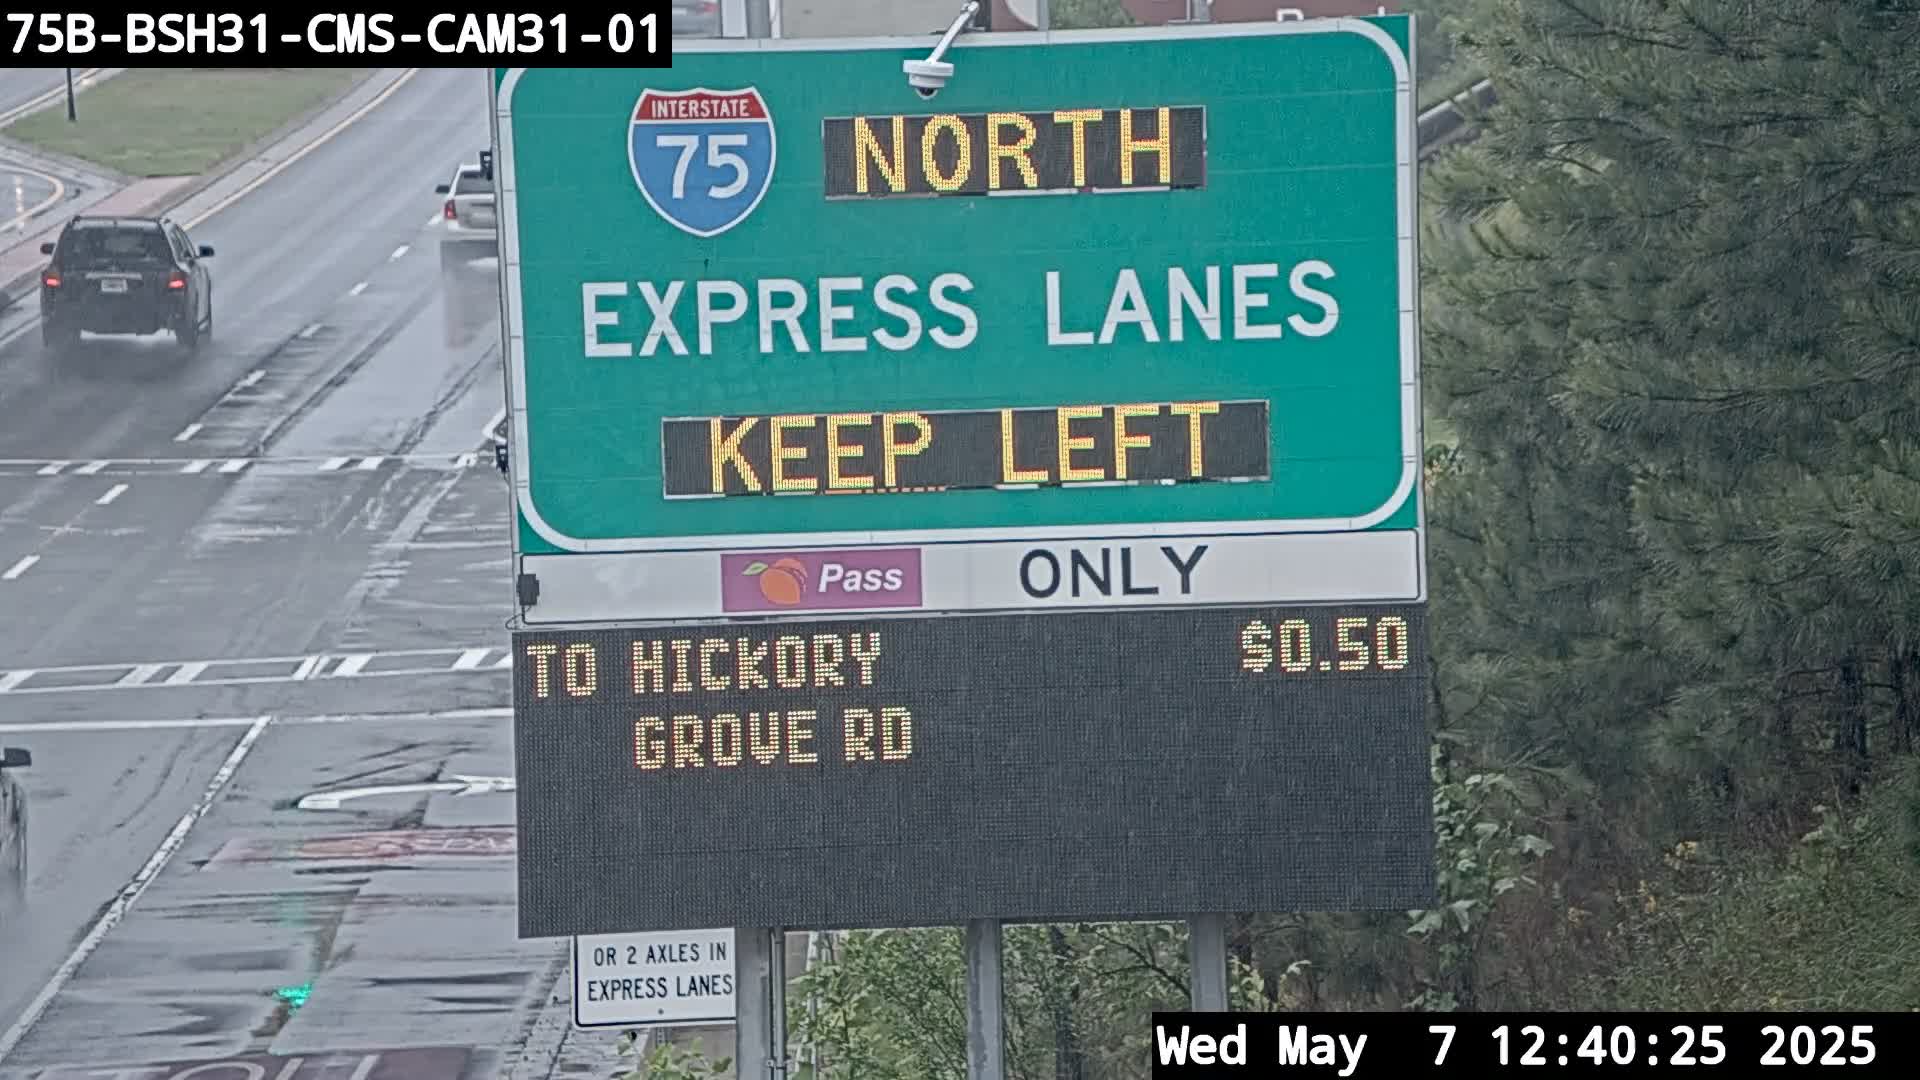 75B-BSH31-CMS-CAM31-01
INTERSTATE
75
NORTH
EXPRESS LANES
KEEP LEFT
Pass
ONLY
TO HICKORY $0.50
GROVE RD
OR 2 AXLES IN
EXPRESS LANES
Wed May 7 12:40:25 2025